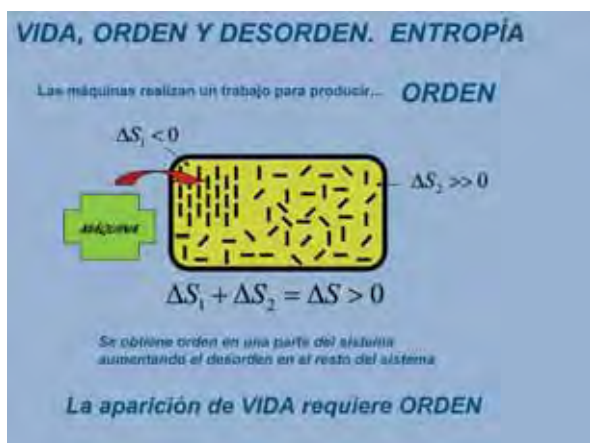 VIDA, ORDEN Y DESORDEN. ENTROPÍA
Las máquinas realizan un trabajo para producir... ORDEN
ΔS₁ < 0
ΔS₂ >> 0
MÁQUINA
ΔS₁ + ΔS₂ = ΔS > 0
Se obtiene orden en una parte del sistema
aumentando el desorden en el resto del sistema
La aparición de VIDA requiere ORDEN